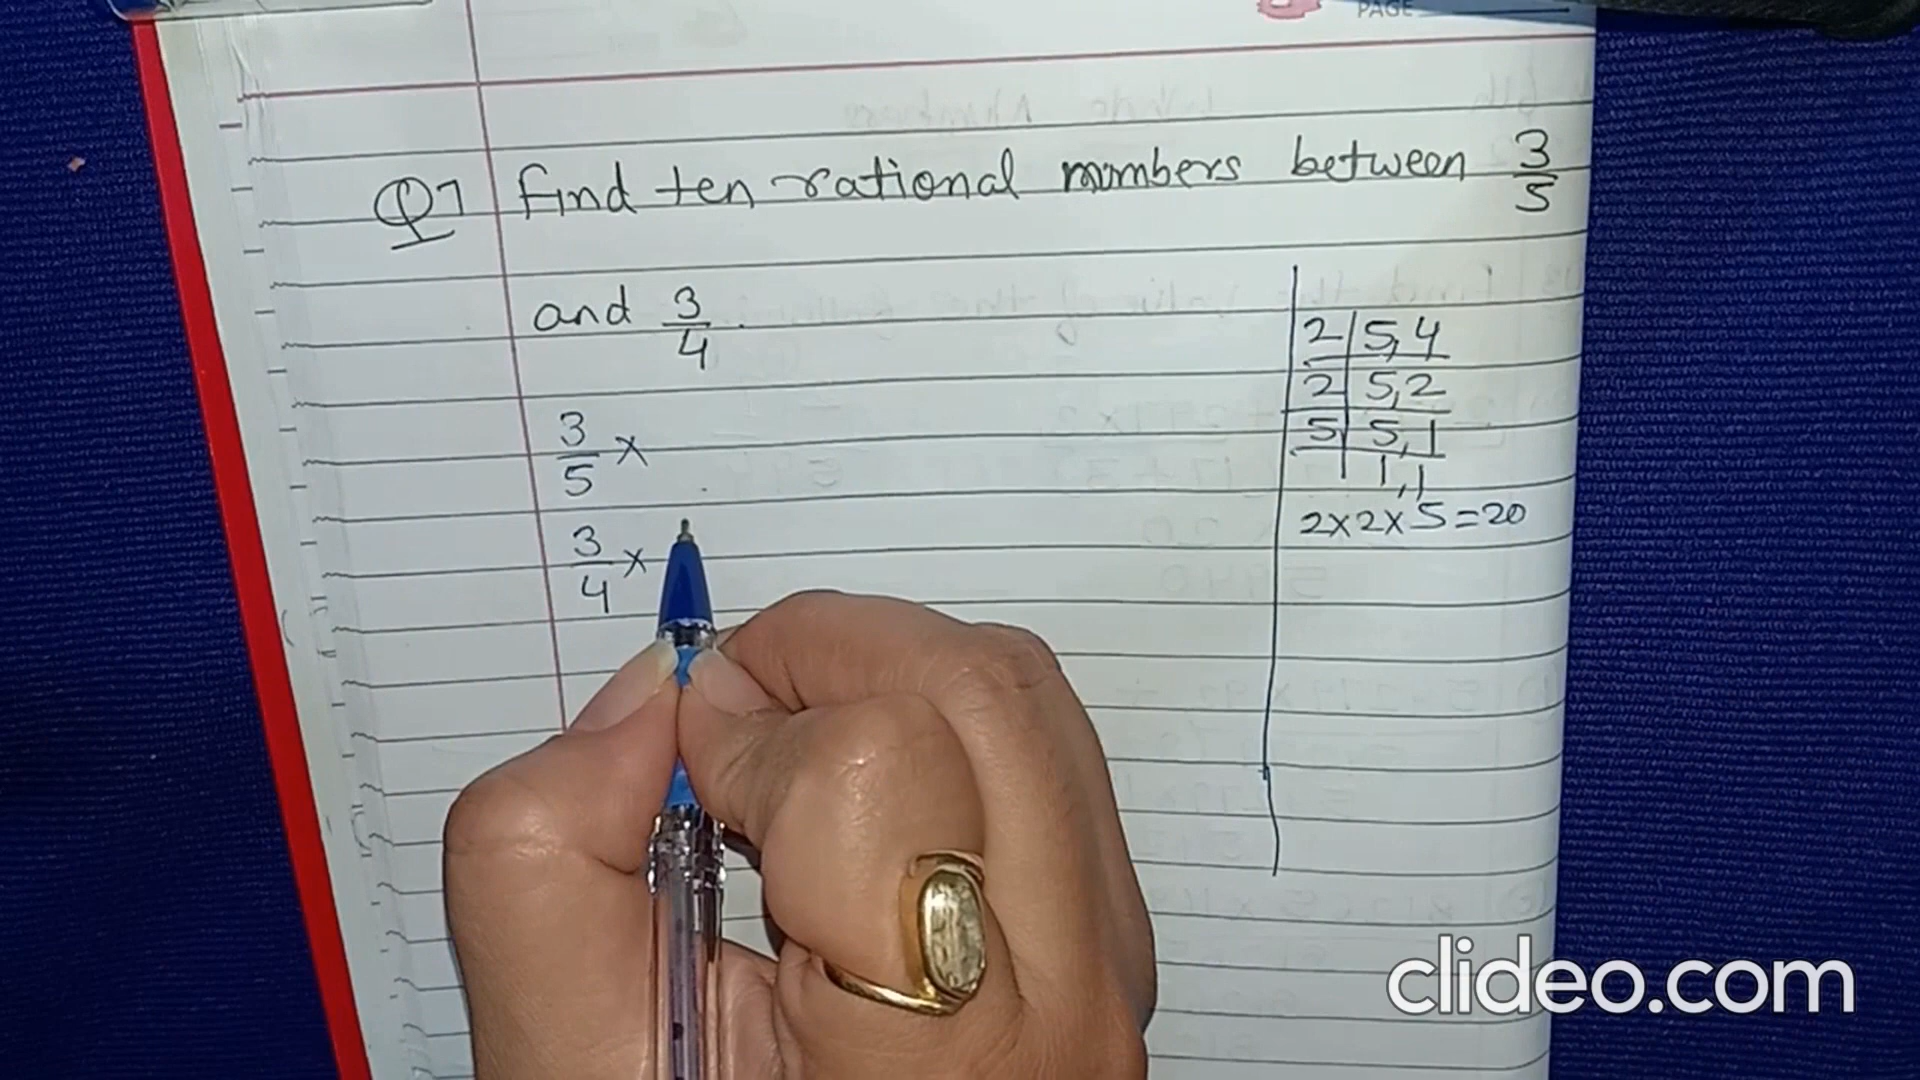 PAGE
Q7 Find ten rational numbers between 3/5
and 3/4.
2 | 5, 4
2 | 5, 2
5 | 5, 1
1, 1
2×2×5=20
3/5 ×
3/4 ×
clideo.com